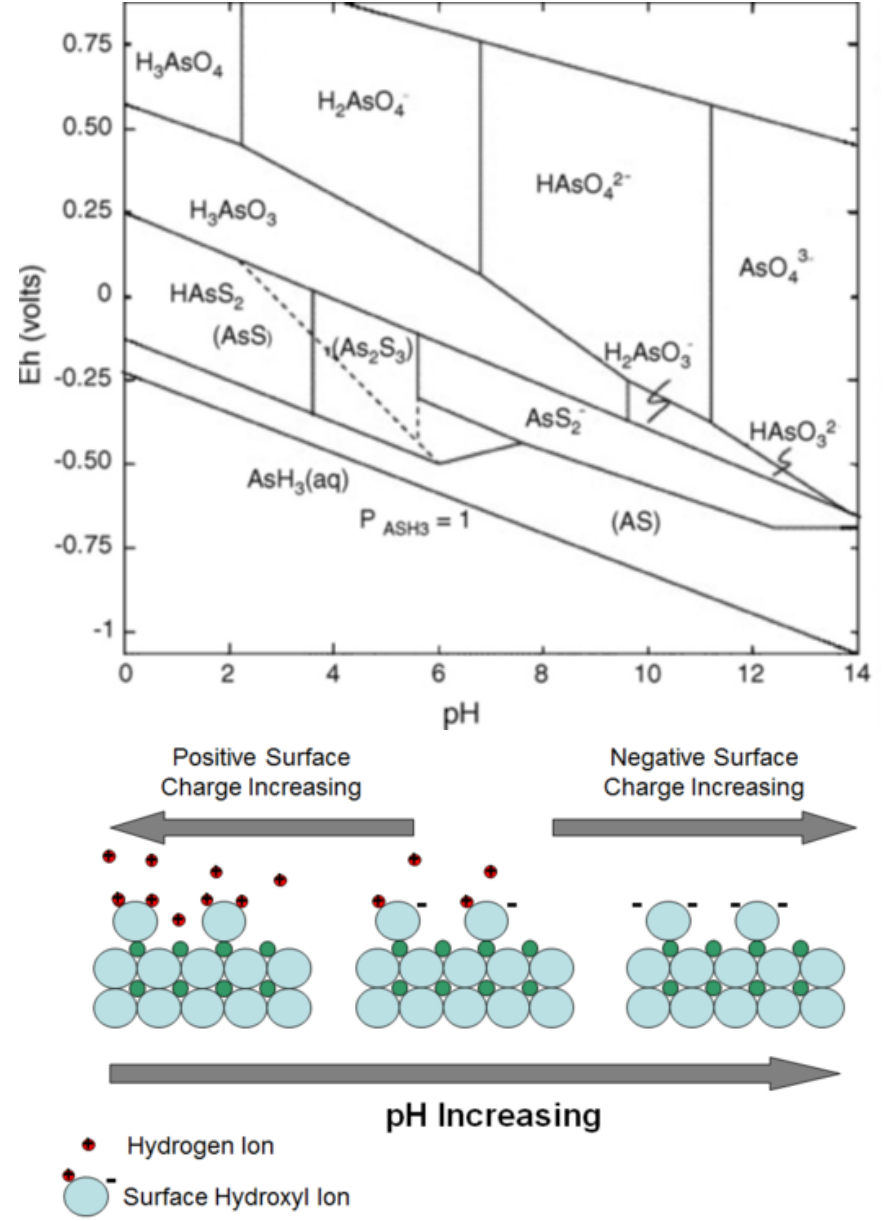 0.75
0.50
0.25
0
-0.25
-0.50
-0.75
-1
Eh (volts)
H₃AsO₄
H₂AsO₄⁻
HAsO₄²⁻
AsO₄³⁻
H₃AsO₃
HAsS₂
(AsS)
(As₂S₃)
H₂AsO₃⁻
AsS₂⁻
HAsO₃²
AsH₃(aq)
P ASH3 = 1
(AS)
0 2 4 6 8 10 12 14
pH
Positive Surface
Charge Increasing
Negative Surface
Charge Increasing
pH Increasing
Hydrogen Ion
Surface Hydroxyl Ion